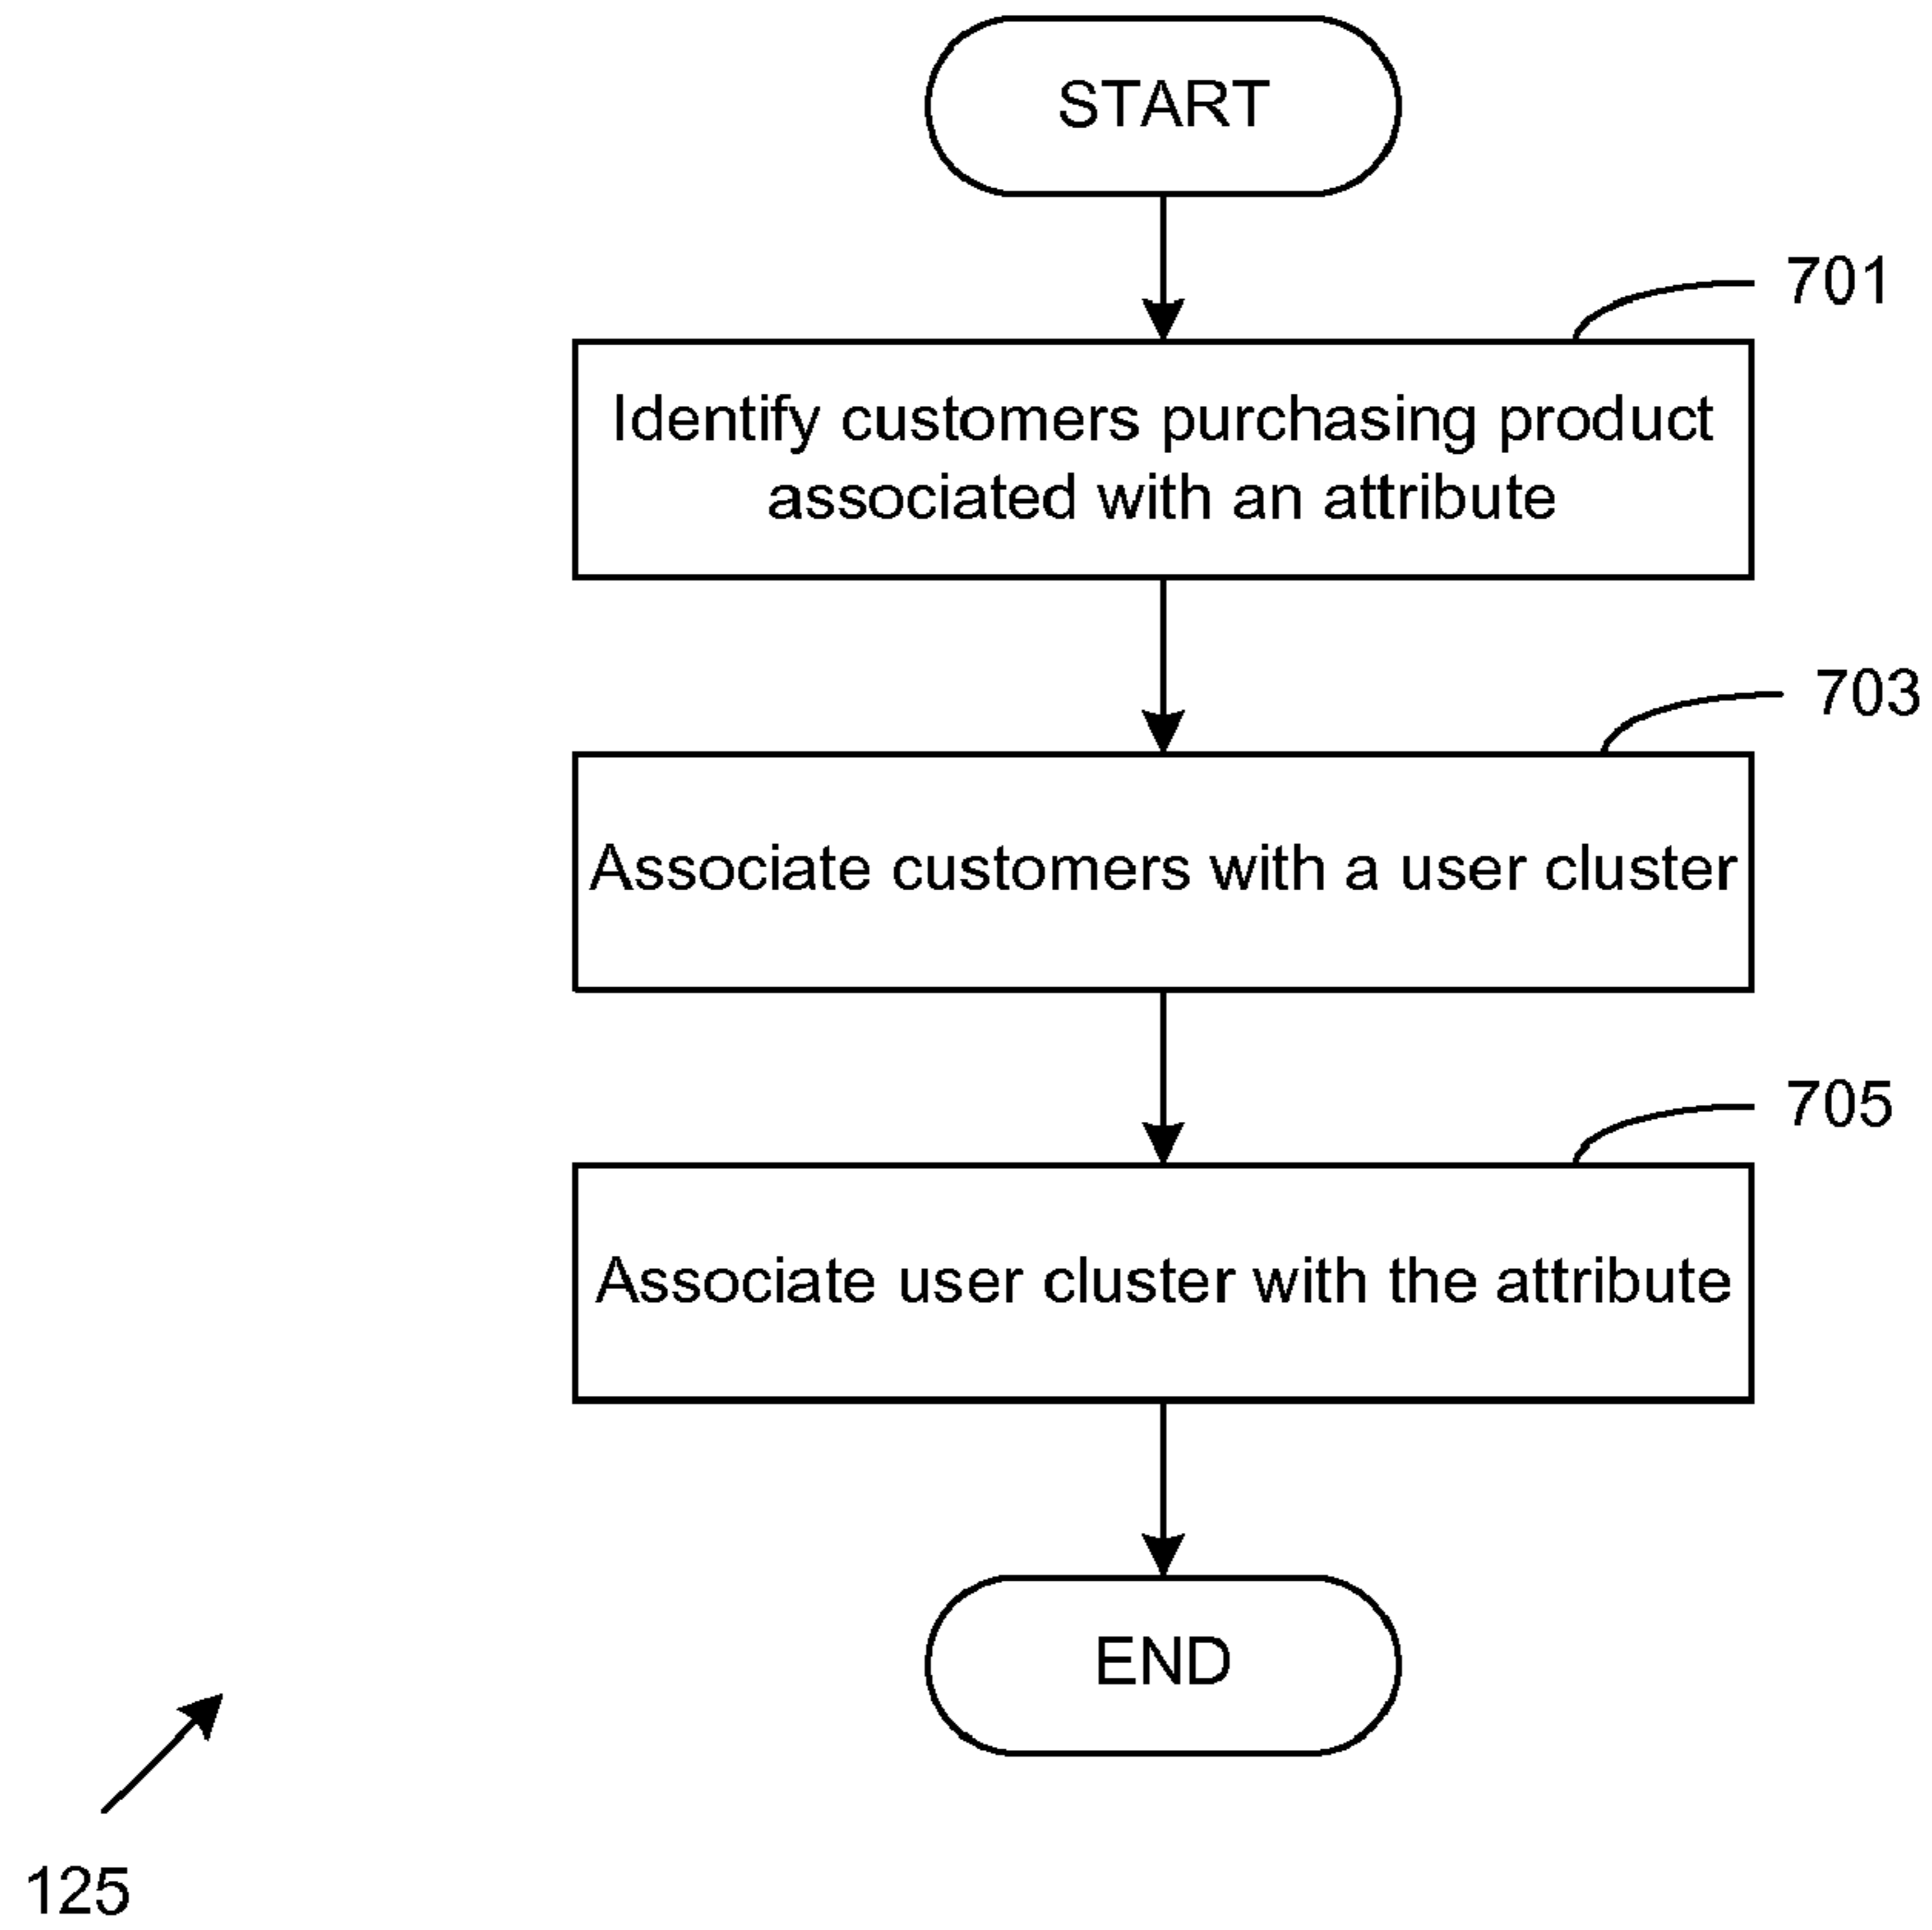 START
701
Identify customers purchasing product
associated with an attribute
703
Associate customers with a user cluster
705
Associate user cluster with the attribute
END
125